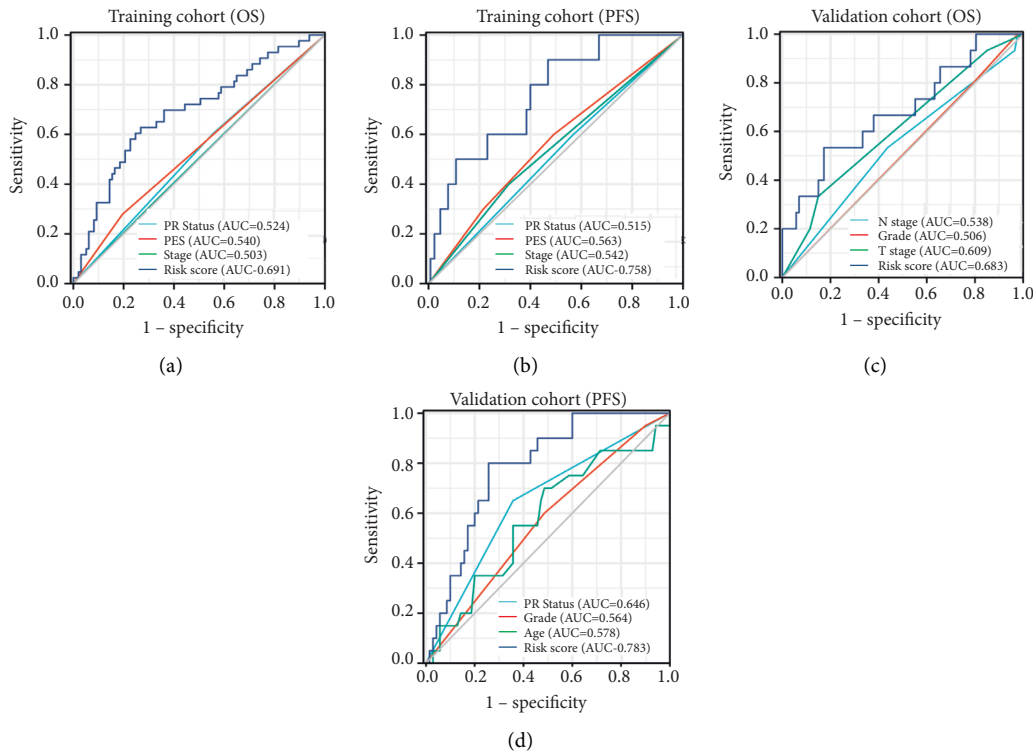 Training cohort (OS)
Sensitivity
1.0
0.8
0.6
0.4
0.2
0.0
PR Status (AUC=0.524)
PES (AUC=0.540)
Stage (AUC=0.503)
Risk score (AUC-0.691)
0.0 0.2 0.4 0.6 0.8 1.0
1 – specificity
(a)
Training cohort (PFS)
Sensitivity
1.0
0.8
0.6
0.4
0.2
0.0
PR Status (AUC=0.515)
PES (AUC=0.563)
Stage (AUC=0.542)
Risk score (AUC-0.758)
0.0 0.2 0.4 0.6 0.8 1.0
1 – specificity
(b)
Validation cohort (OS)
Sensitivity
1.0
0.8
0.6
0.4
0.2
0.0
N stage (AUC=0.538)
Grade (AUC=0.506)
T stage (AUC=0.609)
Risk score (AUC=0.683)
0.0 0.2 0.4 0.6 0.8 1.0
1 – specificity
(c)
Validation cohort (PFS)
Sensitivity
1.0
0.8
0.6
0.4
0.2
0.0
PR Status (AUC=0.646)
Grade (AUC=0.564)
Age (AUC=0.578)
Risk score (AUC-0.783)
0.0 0.2 0.4 0.6 0.8 1.0
1 – specificity
(d)